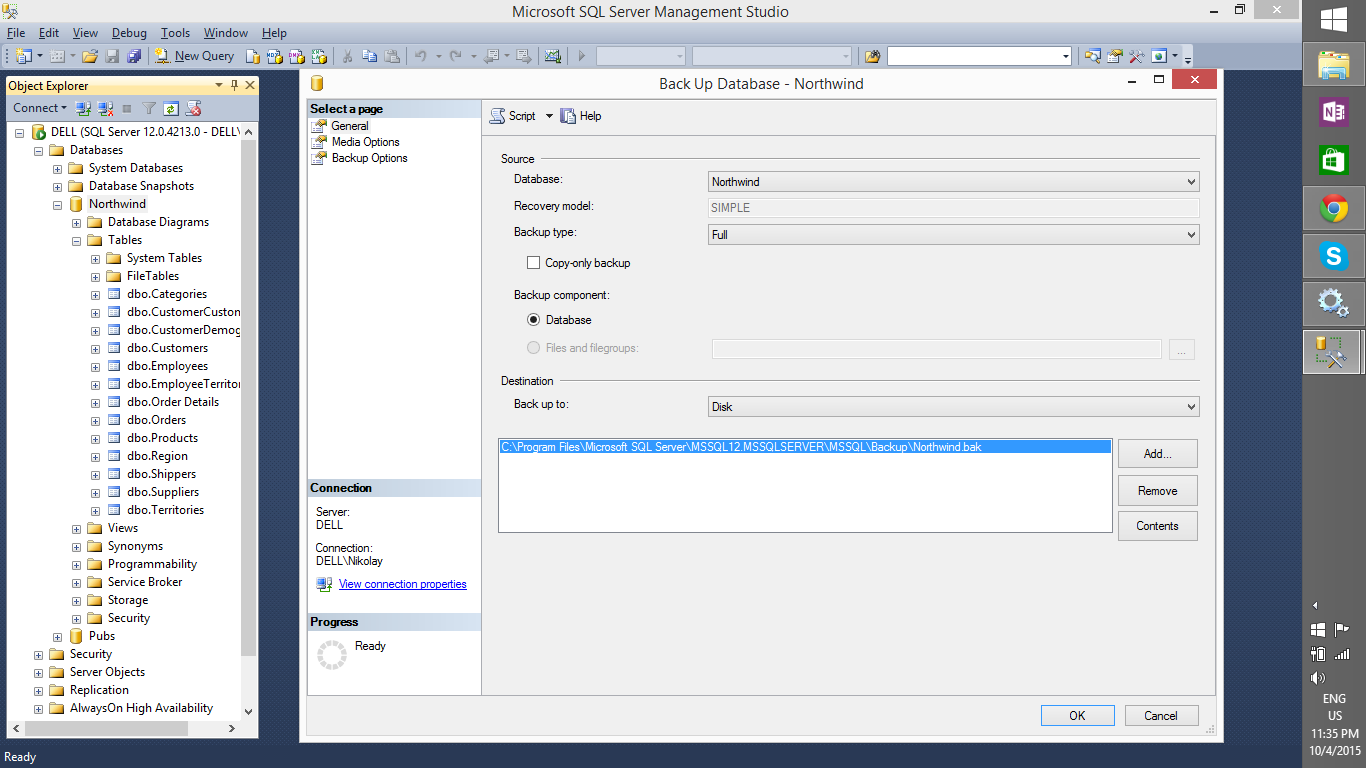 Microsoft SQL Server Management Studio
File Edit View Debug Tools Window Help
New Query
Object Explorer
Connect
DELL (SQL Server 12.0.4213.0 - DELL\
Databases
System Databases
Database Snapshots
Northwind
Database Diagrams
Tables
System Tables
FileTables
dbo.Categories
dbo.CustomerCustom
dbo.CustomerDemog
dbo.Customers
dbo.Employees
dbo.EmployeeTerritor
dbo.Order Details
dbo.Orders
dbo.Products
dbo.Region
dbo.Shippers
dbo.Suppliers
dbo.Territories
Views
Synonyms
Programmability
Service Broker
Storage
Security
Pubs
Security
Server Objects
Replication
AlwaysOn High Availability
Ready
Back Up Database - Northwind
Select a page
General
Media Options
Backup Options
Connection
Server:
DELL
Connection:
DELL\Nikolay
View connection properties
Progress
Ready
Script Help
Source
Database: Northwind
Recovery model: SIMPLE
Backup type: Full
Copy-only backup
Backup component:
Database
Files and filegroups: ...
Destination
Back up to: Disk
C:\Program Files\Microsoft SQL Server\MSSQL12.MSSQLSERVER\MSSQL\Backup\Northwind.bak
Add...
Remove
Contents
OK Cancel
ENG
US
11:35 PM
10/4/2015